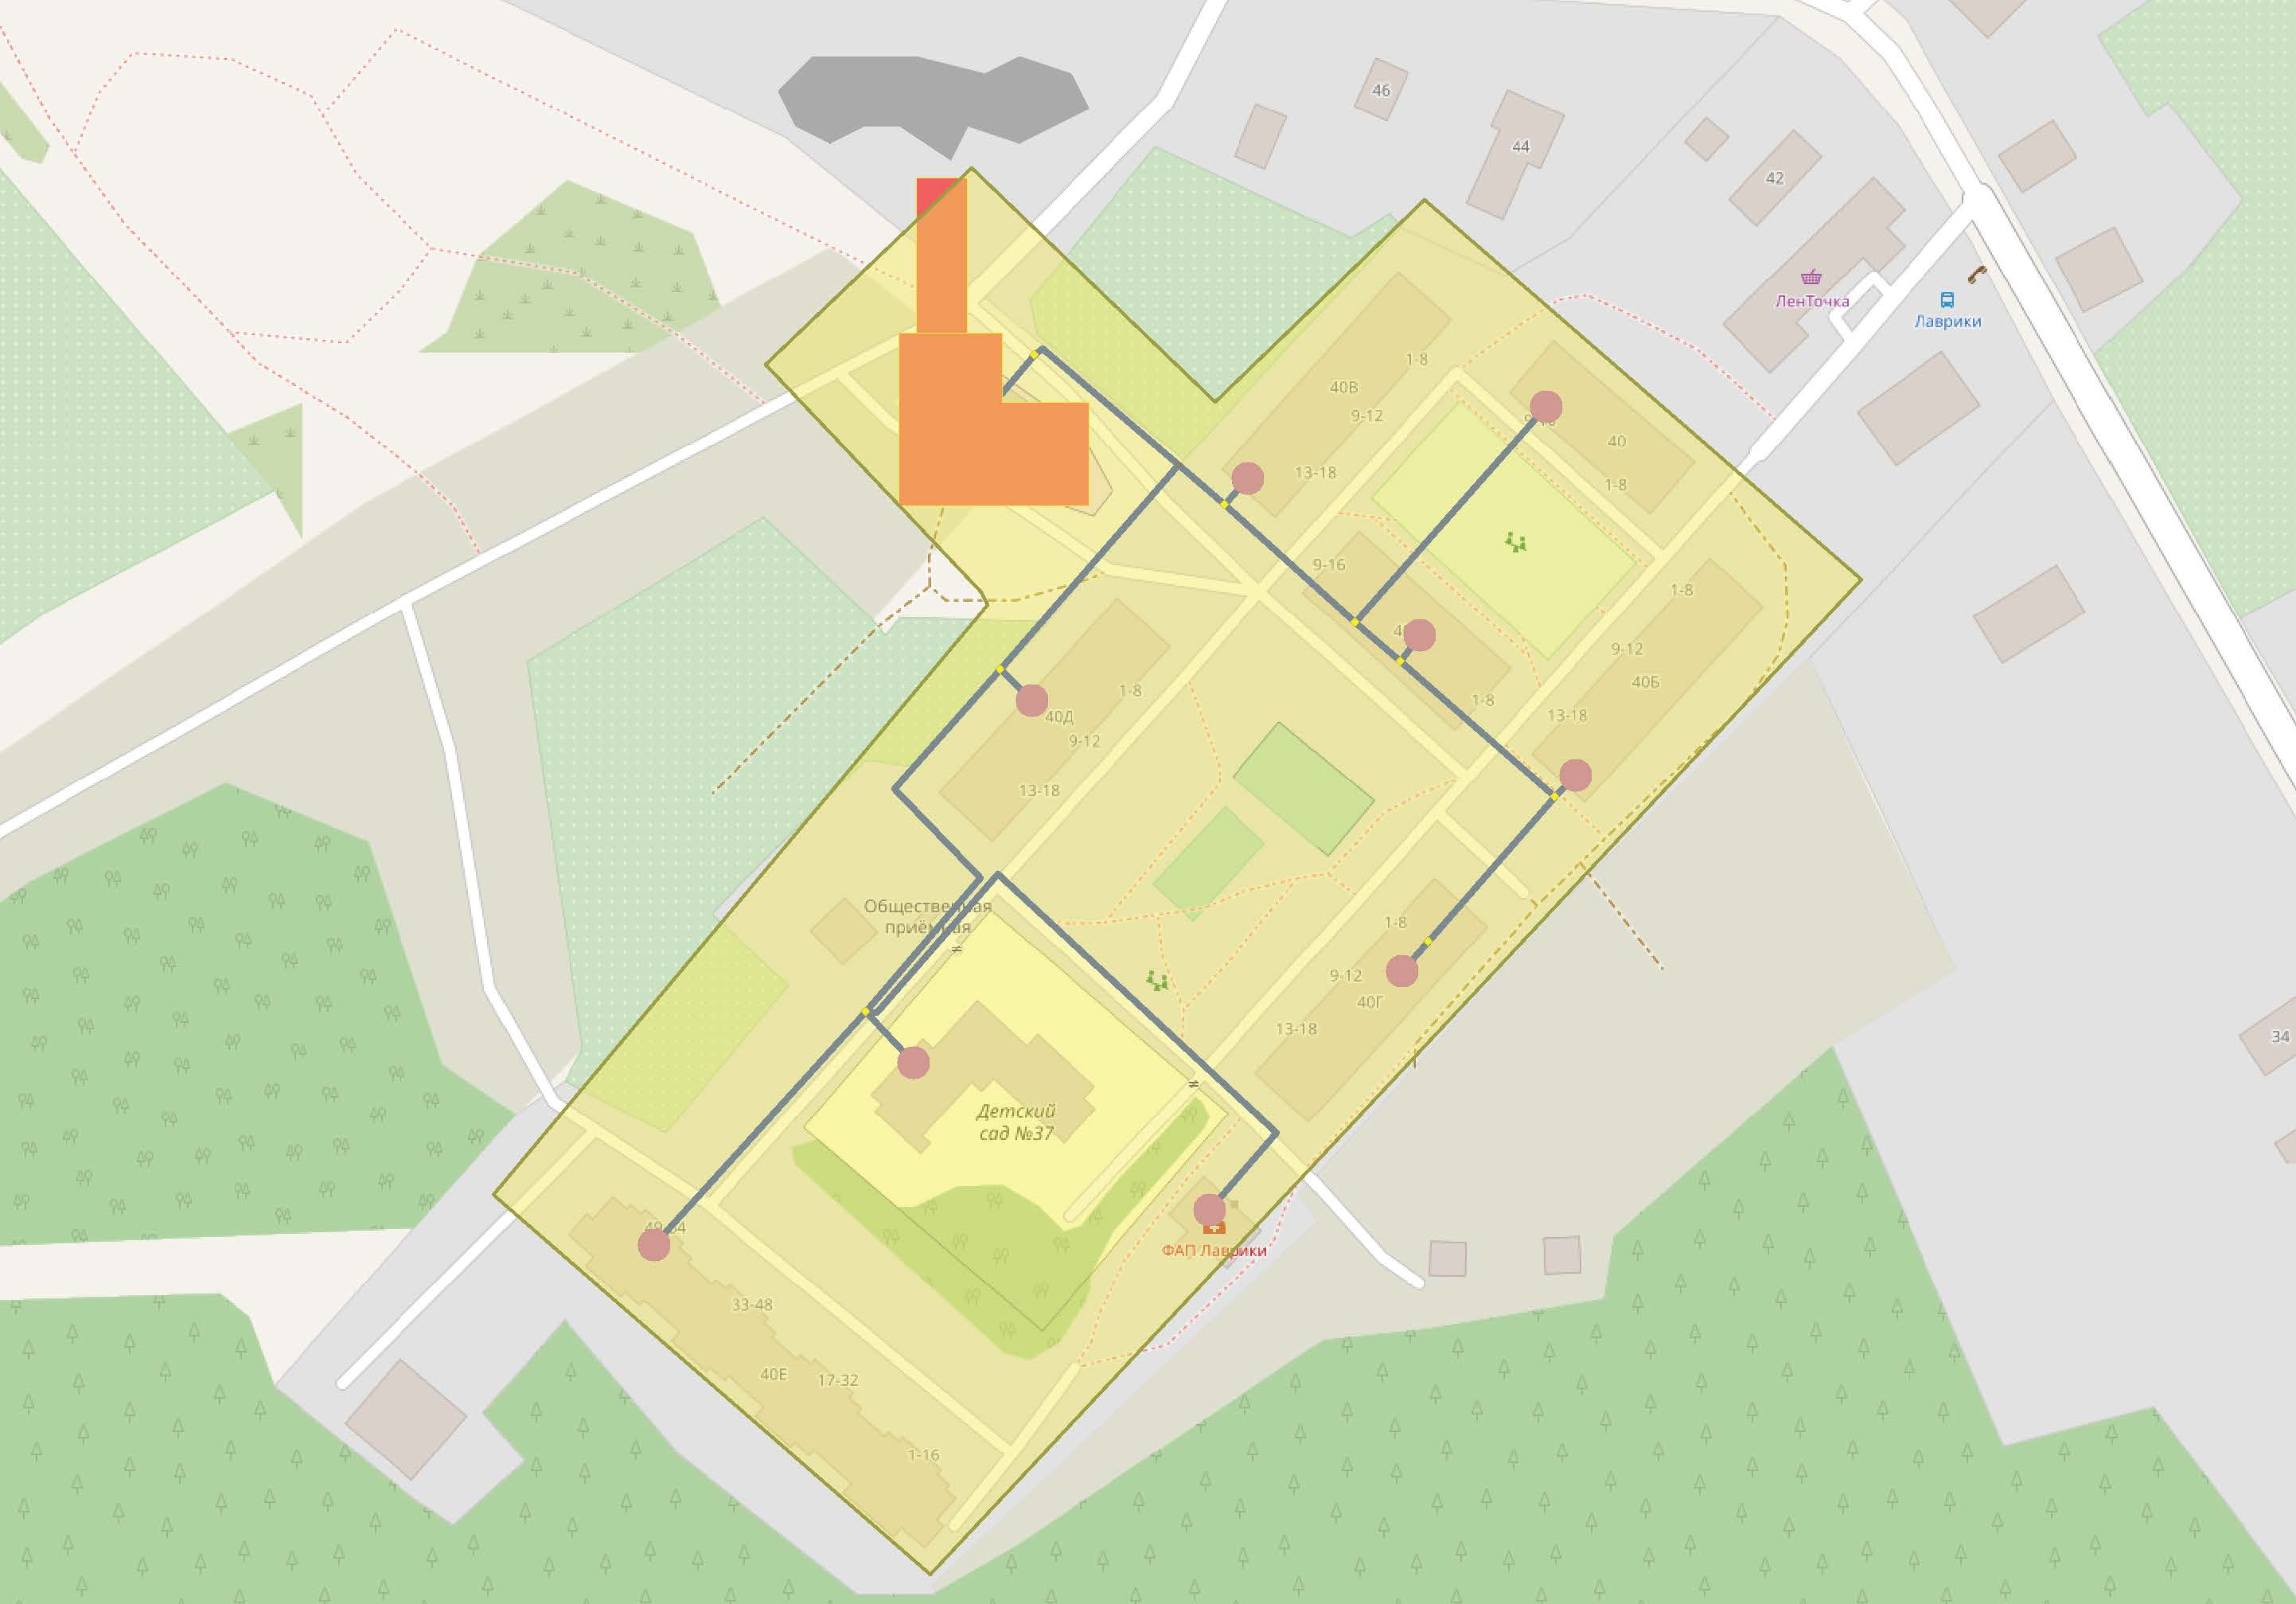 46
44
42
ЛенТочка
Лаврики
1-8
40В
9-12
13-18
40
1-8
9-16
1-8
9-12
40Б
13-18
1-8
1-8
40Д
9-12
13-18
Общественная
приёмная
1-8
9-12
40Г
13-18
34
Детский
сад №37
ФАП Лаврики
33-48
40Е
17-32
1-16